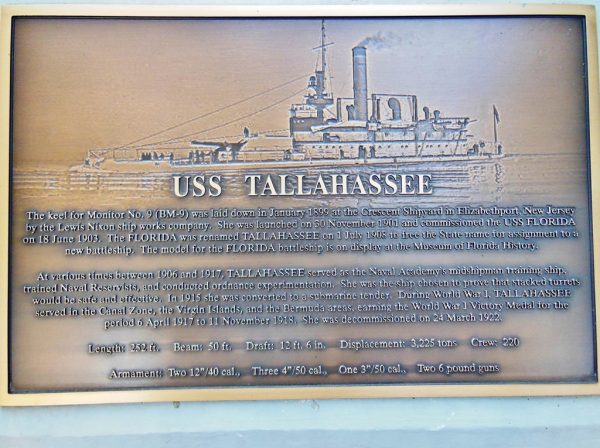 USS TALLAHASSEE
The keel for Monitor No. 9 (BM-9) was laid down in January 1899 at the Crescent Shipyard in Elizabethport, New Jersey
by the Lewis Nixon ship works company. She was launched on 30 November 1901 and commissioned the USS FLORIDA
on 18 June 1903. The FLORIDA was renamed TALLAHASSEE on 1 July 1908 to free the State name for assignment to a
new battleship. The model for the FLORIDA battleship is on display at the Museum of Florida History.
At various times between 1906 and 1917, TALLAHASSEE served as the Naval Academy's midshipman training ship,
trained Naval Reservists, and conducted ordnance experimentation. She was the ship chosen to prove that stacked turrets
would be safe and effective. In 1915 she was converted to a submarine tender. During World War I, TALLAHASSEE
served in the Canal Zone, the Virgin Islands, and the Bermuda areas, earning the World War I Victory Medal for the
period 6 April 1917 to 11 November 1918. She was decommissioned on 24 March 1922.
Length: 252 ft. Beam: 50 ft. Draft: 12 ft. 6 in. Displacement: 3,225 tons Crew: 220
Armament: Two 12"/40 cal., Three 4"/50 cal., One 3"/50 cal., Two 6 pound guns